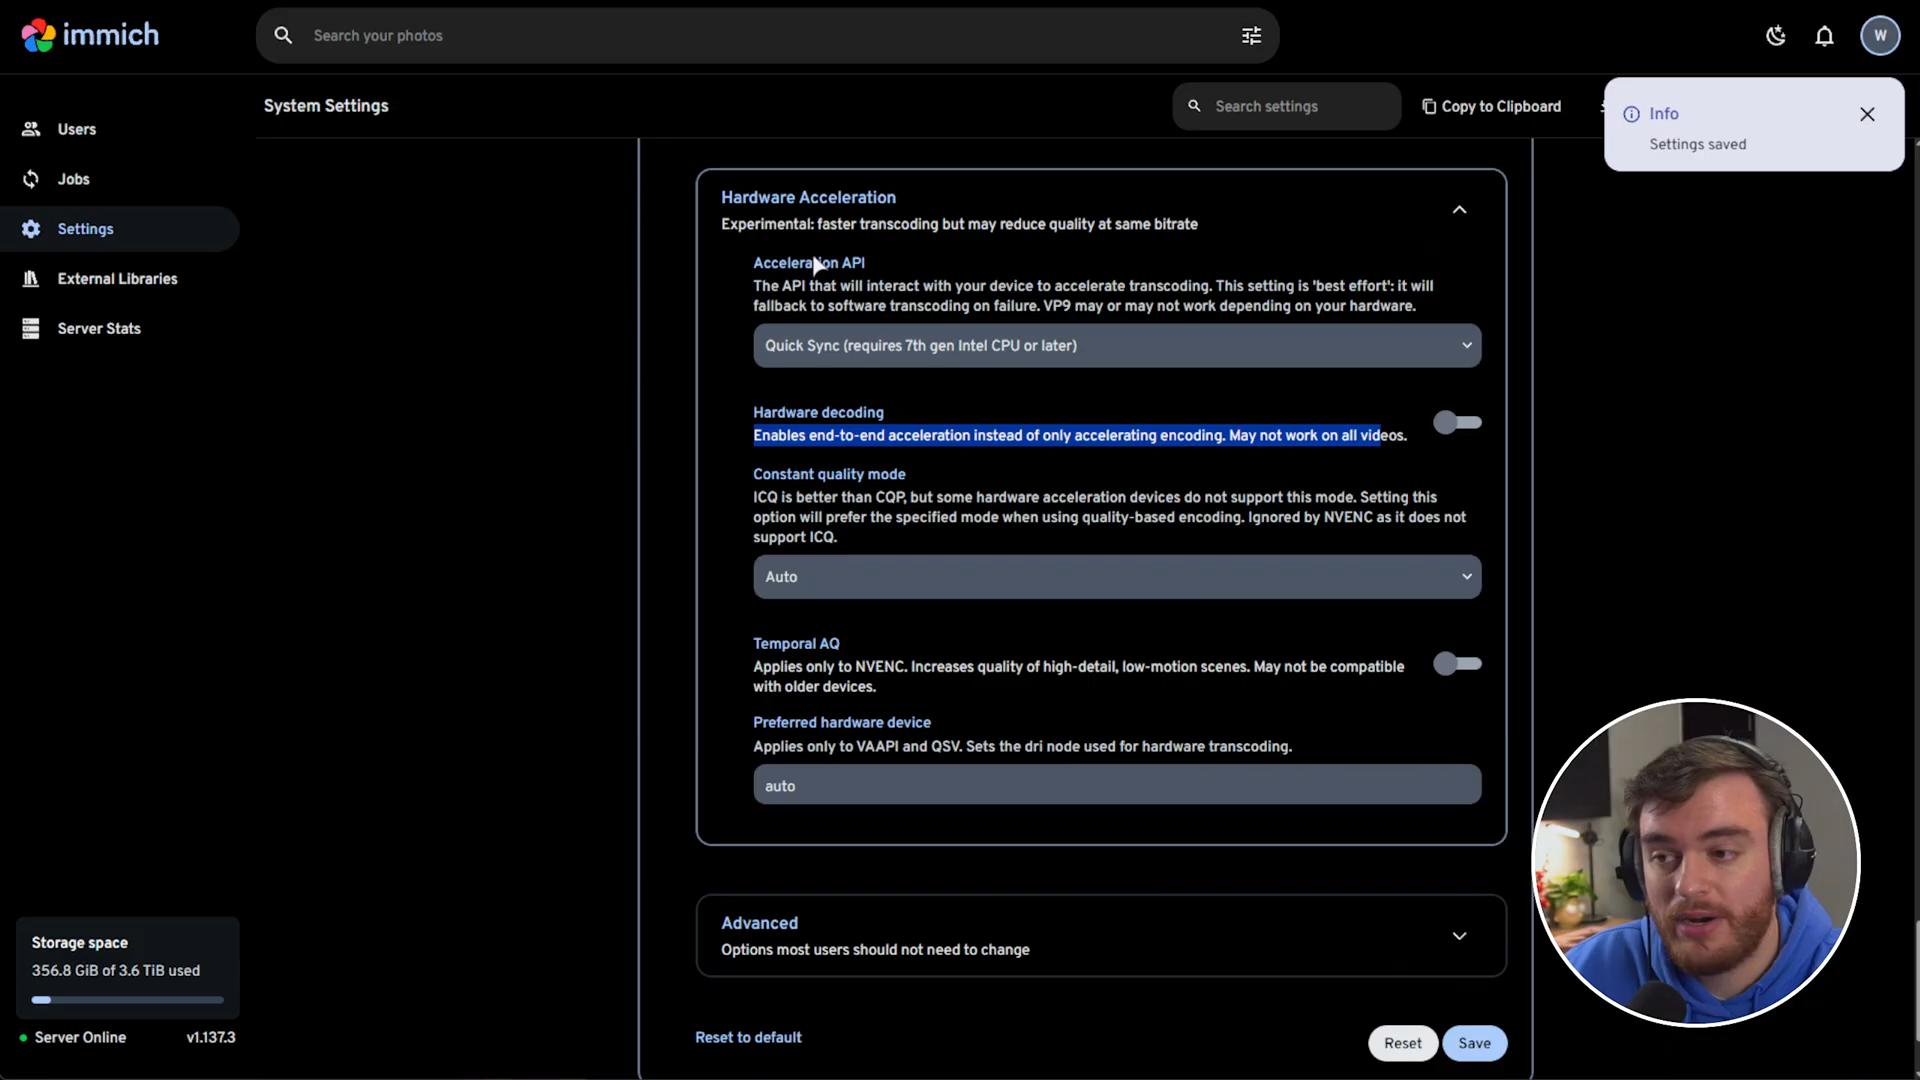 immich
Search your photos
W
System Settings
Search settings
Copy to Clipboard
Info
Settings saved
Users
Jobs
Settings
External Libraries
Server Stats
Hardware Acceleration
Experimental: faster transcoding but may reduce quality at same bitrate
Acceleration API
The API that will interact with your device to accelerate transcoding. This setting is 'best effort': it will
fallback to software transcoding on failure. VP9 may or may not work depending on your hardware.
Quick Sync (requires 7th gen Intel CPU or later)
Hardware decoding
Enables end-to-end acceleration instead of only accelerating encoding. May not work on all videos.
Constant quality mode
ICQ is better than CQP, but some hardware acceleration devices do not support this mode. Setting this
option will prefer the specified mode when using quality-based encoding. Ignored by NVENC as it does not
support ICQ.
Auto
Temporal AQ
Applies only to NVENC. Increases quality of high-detail, low-motion scenes. May not be compatible
with older devices.
Preferred hardware device
Applies only to VAAPI and QSV. Sets the dri node used for hardware transcoding.
auto
Advanced
Options most users should not need to change
Storage space
356.8 GiB of 3.6 TiB used
Server Online v1.137.3
Reset to default
Reset
Save